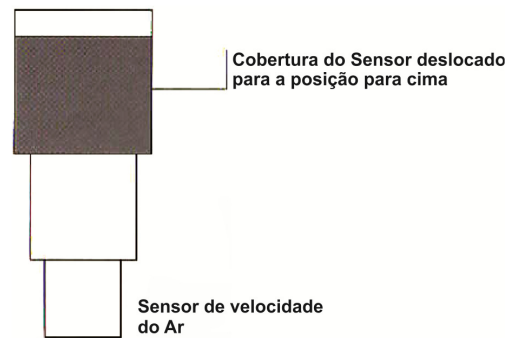 Cobertura do Sensor deslocado
para a posição para cima
Sensor de velocidade
do Ar